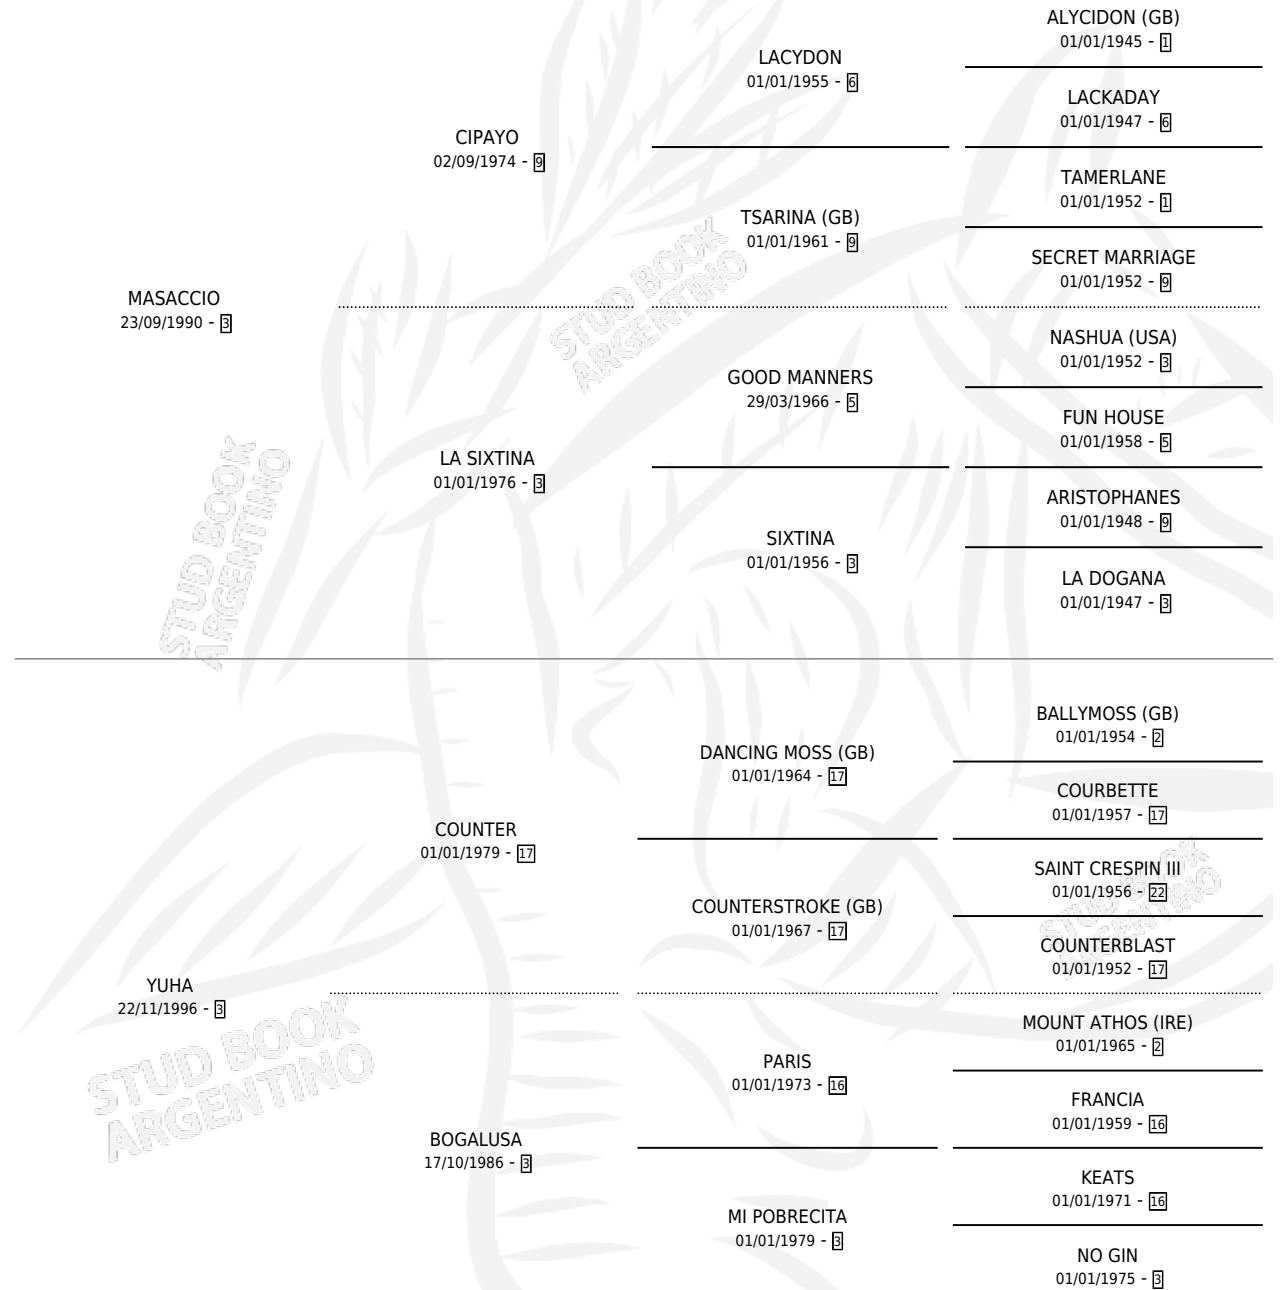 ALYCIDON (GB)
01/01/1945 - 1
LACYDON
01/01/1955 - 6
LACKADAY
01/01/1947 - 6
CIPAYO
02/09/1974 - 9
TAMERLANE
01/01/1952 - 1
TSARINA (GB)
01/01/1961 - 9
SECRET MARRIAGE
01/01/1952 - 9
MASACCIO
23/09/1990 - 3
NASHUA (USA)
01/01/1952 - 3
GOOD MANNERS
29/03/1966 - 5
FUN HOUSE
01/01/1958 - 5
LA SIXTINA
01/01/1976 - 3
ARISTOPHANES
01/01/1948 - 9
SIXTINA
01/01/1956 - 3
LA DOGANA
01/01/1947 - 3
STUD BOOK
ARGENTINO
STUD BOOK
ARGENTINO
BALLYMOSS (GB)
01/01/1954 - 2
DANCING MOSS (GB)
01/01/1964 - 17
COURBETTE
01/01/1957 - 17
COUNTER
01/01/1979 - 17
SAINT CRESPIN III
01/01/1956 - 22
COUNTERSTROKE (GB)
01/01/1967 - 17
COUNTERBLAST
01/01/1952 - 17
YUHA
22/11/1996 - 3
MOUNT ATHOS (IRE)
01/01/1965 - 2
PARIS
01/01/1973 - 16
FRANCIA
01/01/1959 - 16
BOGALUSA
17/10/1986 - 3
KEATS
01/01/1971 - 16
MI POBRECITA
01/01/1979 - 3
NO GIN
01/01/1975 - 3
STUD BOOK
ARGENTINO
STUD BOOK
ARGENTINO